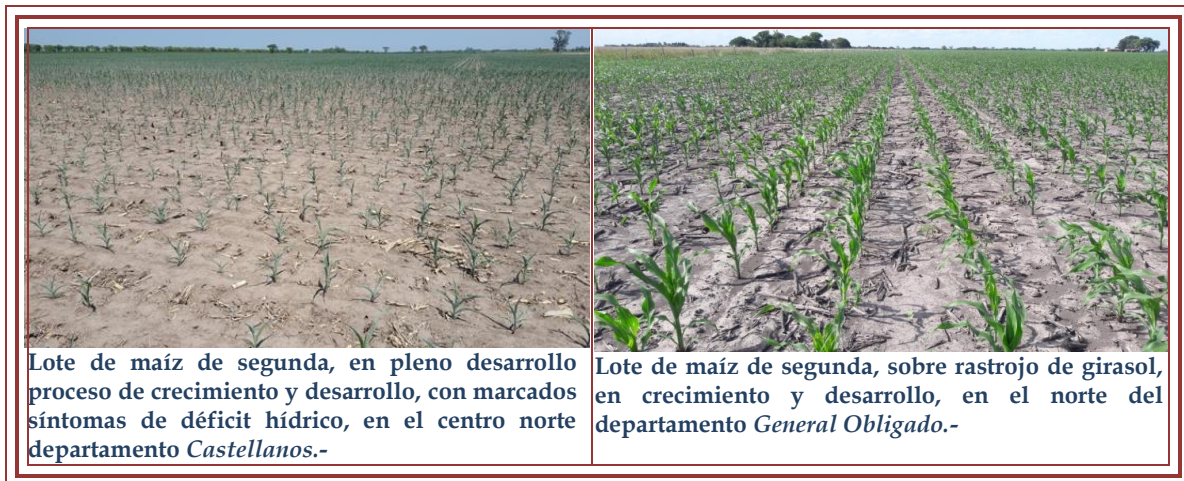 Lote de maíz de segunda, en pleno desarrollo
proceso de crecimiento y desarrollo, con marcados
síntomas de déficit hídrico, en el centro norte
departamento Castellanos.-
Lote de maíz de segunda, sobre rastrojo de girasol,
en crecimiento y desarrollo, en el norte del
departamento General Obligado.-